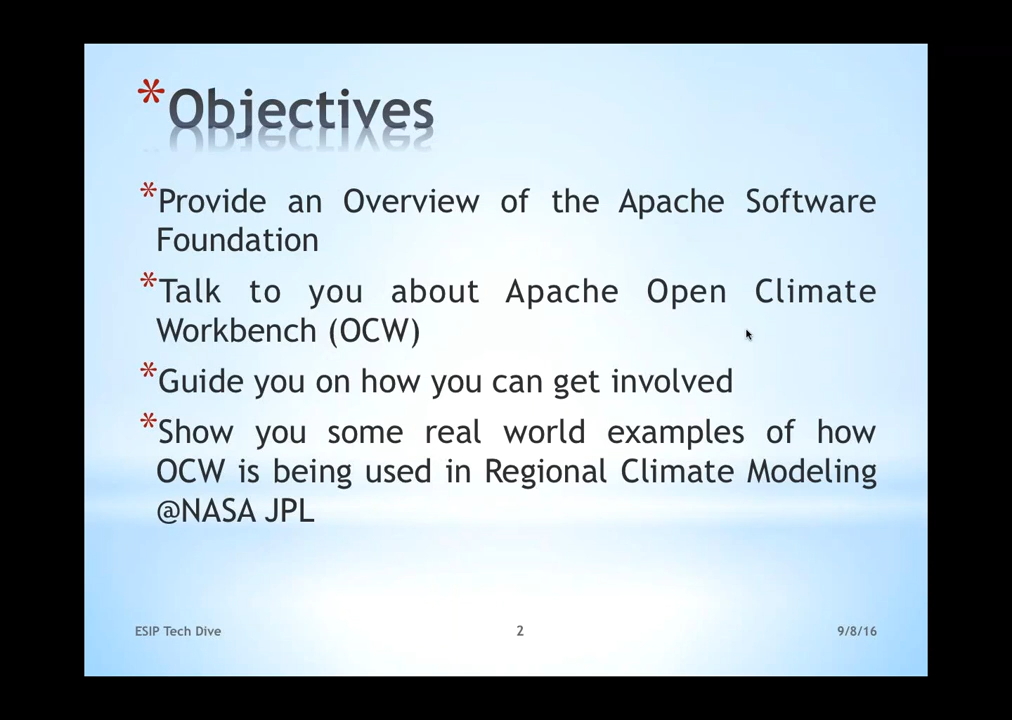 *Objectives
*Provide an Overview of the Apache Software
Foundation
*Talk to you about Apache Open Climate
Workbench (OCW)
*Guide you on how you can get involved
*Show you some real world examples of how
OCW is being used in Regional Climate Modeling
@NASA JPL
ESIP Tech Dive 2 9/8/16